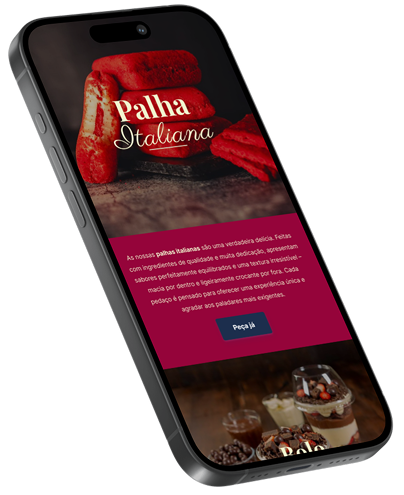 Palha
Italiana
As nossas palhas italianas são uma verdadeira delícia. Feitas
com ingredientes de qualidade e muita dedicação, apresentam
sabores perfeitamente equilibrados e uma textura irresistível -
macia por dentro e ligeiramente crocante por fora. Cada
pedaço é pensado para oferecer uma experiência única e
agradar aos paladares mais exigentes.
Peça já
Bolo